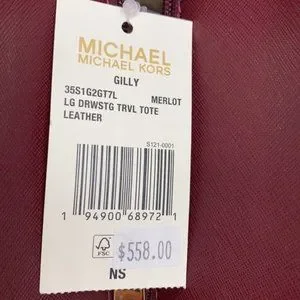 MICHAEL
MICHAEL KORS
GILLY
35S1G2GT7L MERLOT
LG DRWSTG TRVL TOTE
LEATHER
S121-0001
1 94900 68972 1
FSC
$558.00
NS